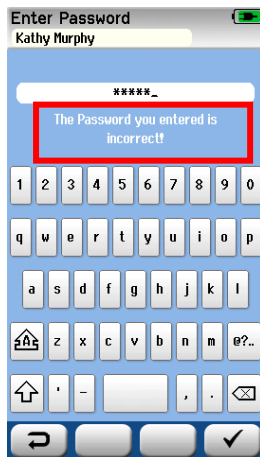 Enter Password
Kathy Murphy
*****_
The Password you entered is
incorrect!
1 2 3 4 5 6 7 8 9 0
q w e r t y u i o p
a s d f g h j k l
A z x c v b n m @?..
' - , .